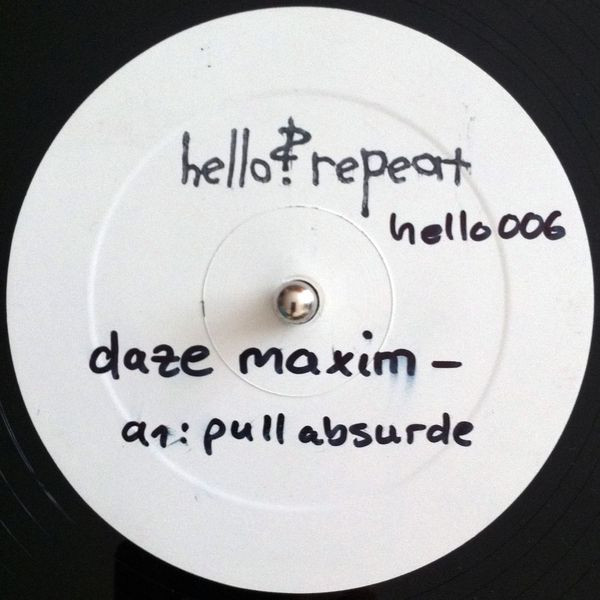 hello?repeat
hello006
daze maxim –
a1: pull absurde